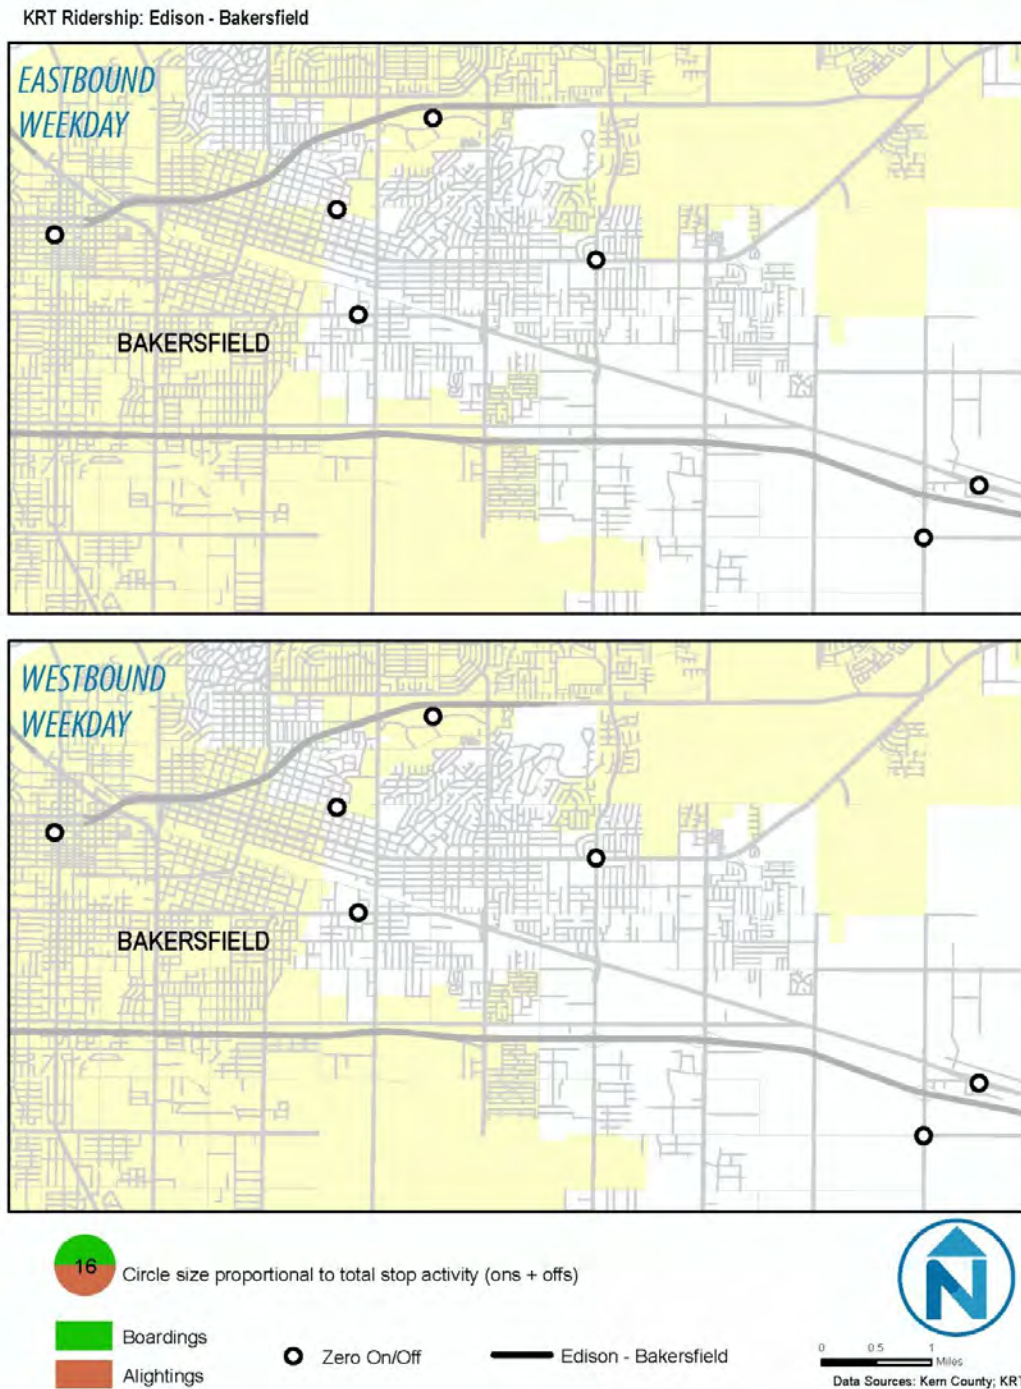 KRT Ridership: Edison - Bakersfield
EASTBOUND
WEEKDAY
BAKERSFIELD
WESTBOUND
WEEKDAY
BAKERSFIELD
16
Circle size proportional to total stop activity (ons + offs)
N
Boardings
Alightings
Zero On/Off
Edison - Bakersfield
0 0.5 1
Miles
Data Sources: Kern County; KRT